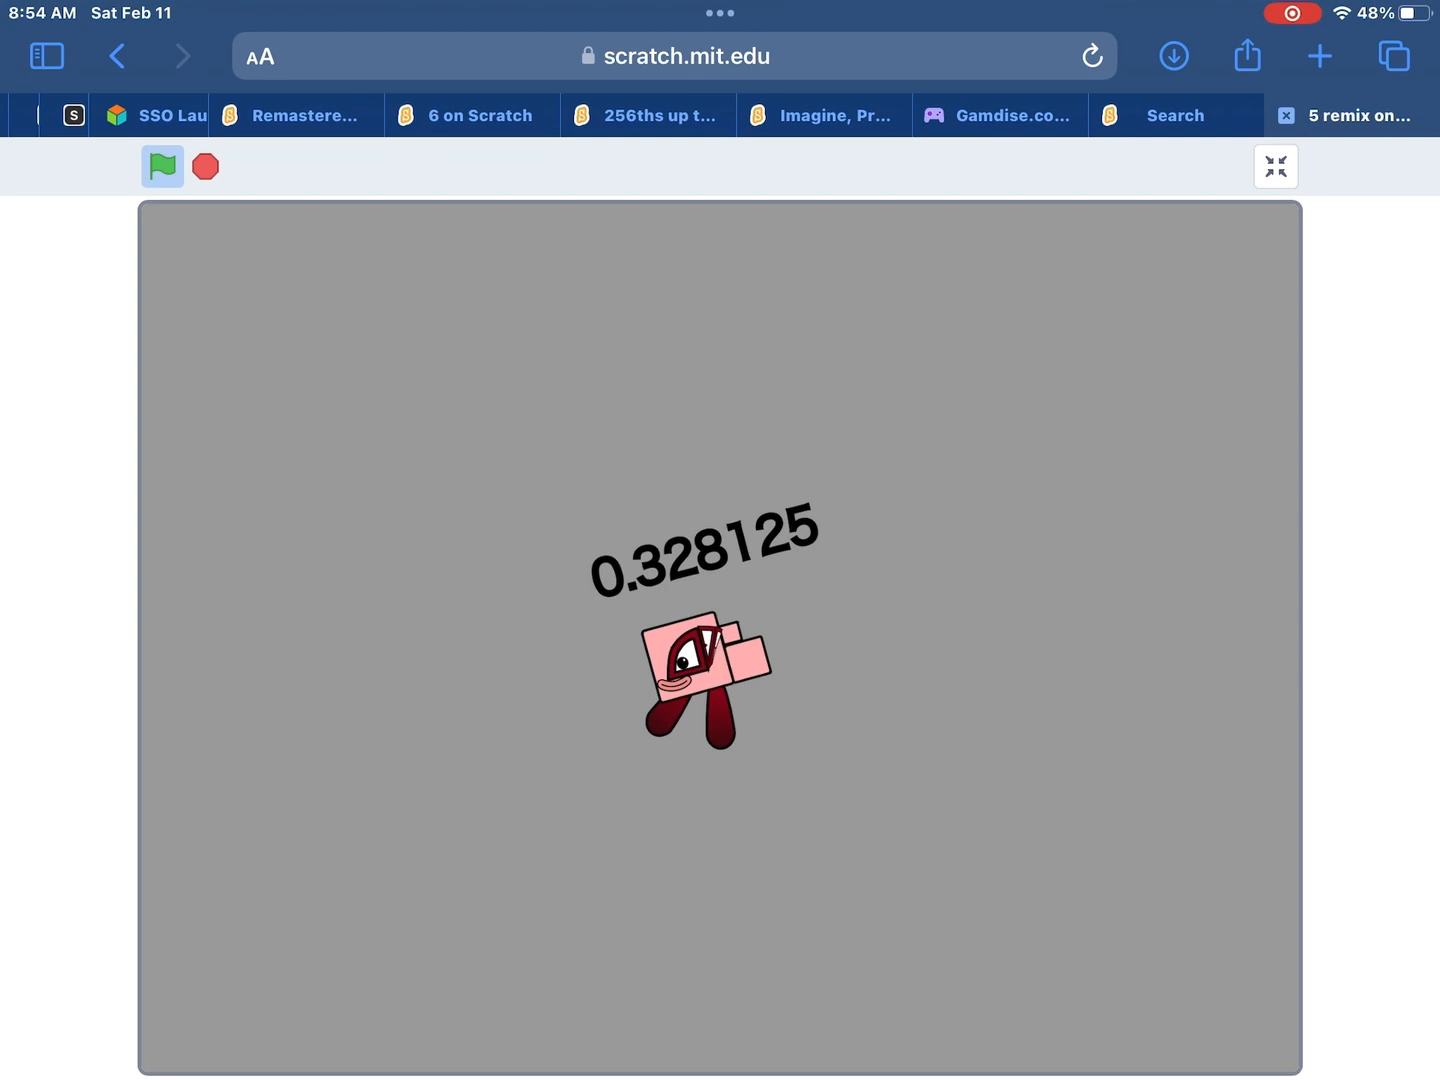 8:54 AM Sat Feb 11
48%
AA
scratch.mit.edu
S
SSO Lau
Remastere...
6 on Scratch
256ths up t...
Imagine, Pr...
Gamdise.co...
Search
5 remix on...
0.328125